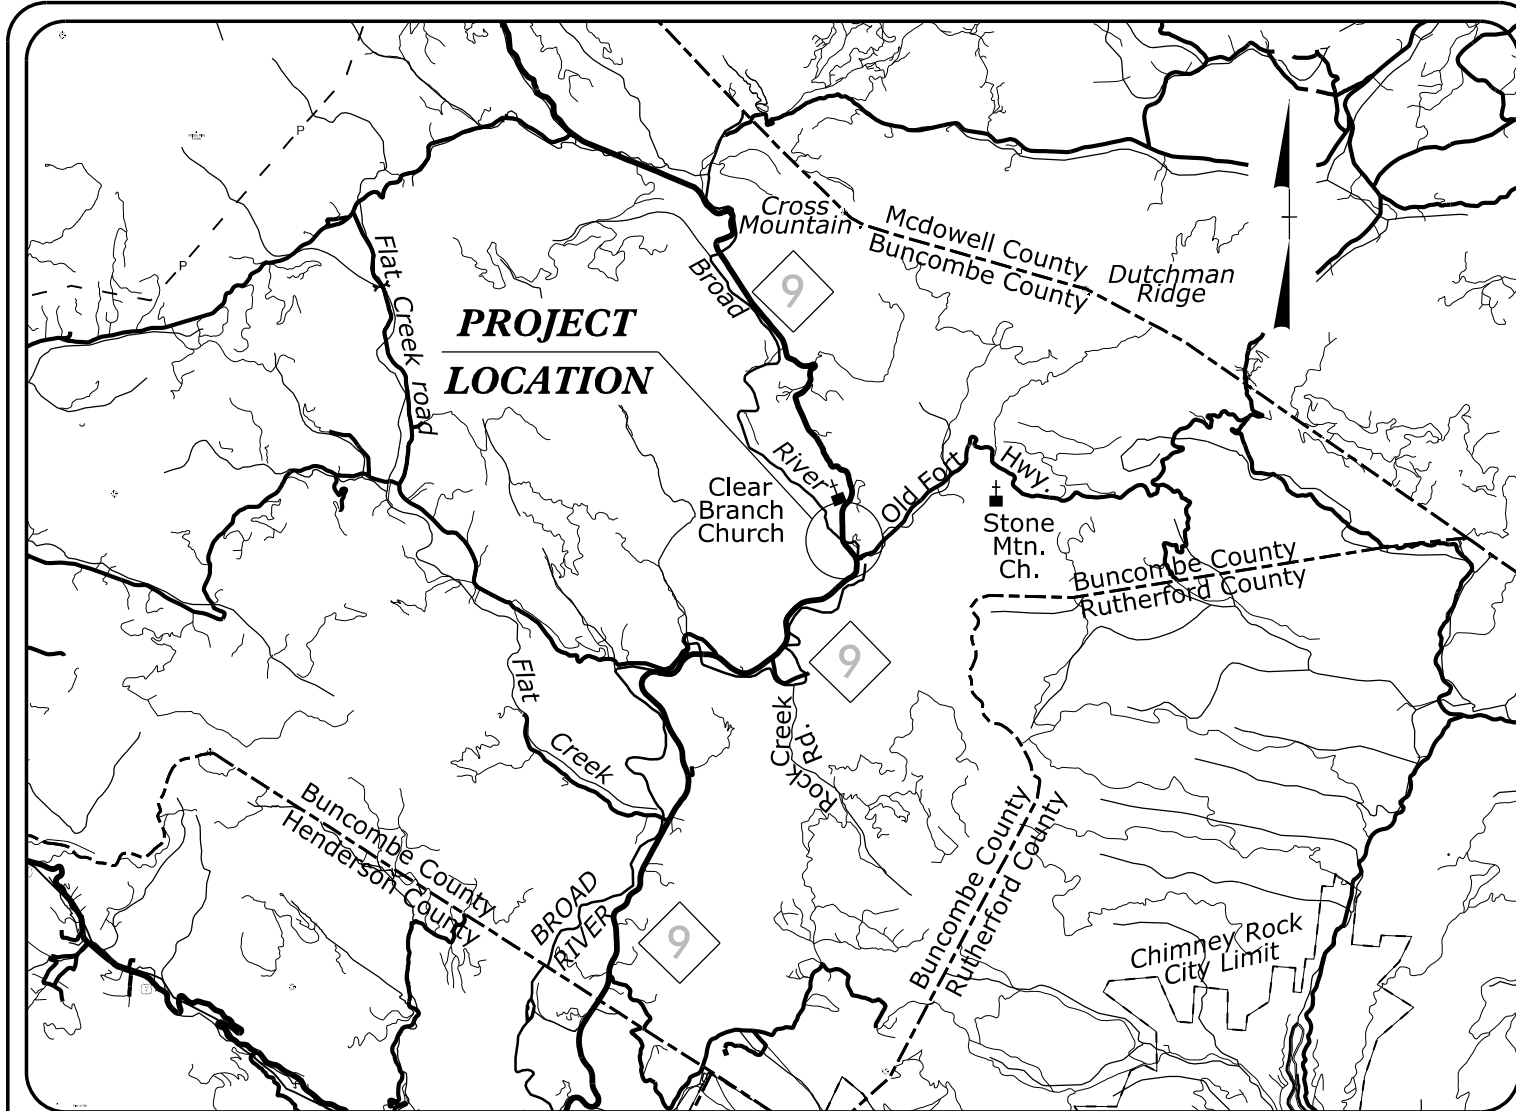 P
P
Cross
Mountain
Mcdowell County
Buncombe County
Dutchman
Ridge
Flat Creek road
Broad
9
PROJECT
LOCATION
River
Clear
Branch
Church
Old Fort
Hwy.
Stone
Mtn.
Ch.
Buncombe County
Rutherford County
Flat
Creek
9
Creek
Rock Rd.
Buncombe County
Henderson County
BROAD
RIVER
9
Buncombe County
Rutherford County
Chimney Rock
City Limit